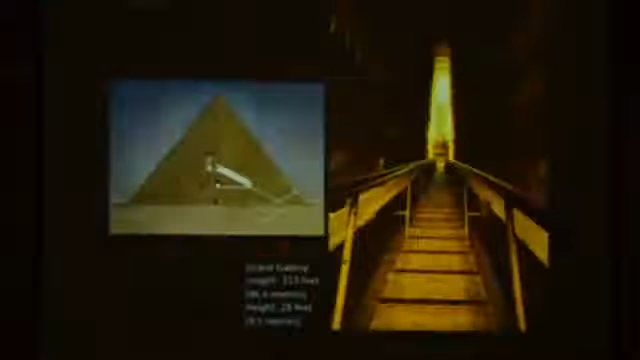 Grand Gallery
Length: 153 feet
(46.6 meters)
Height: 28 feet
(8.5 meters)